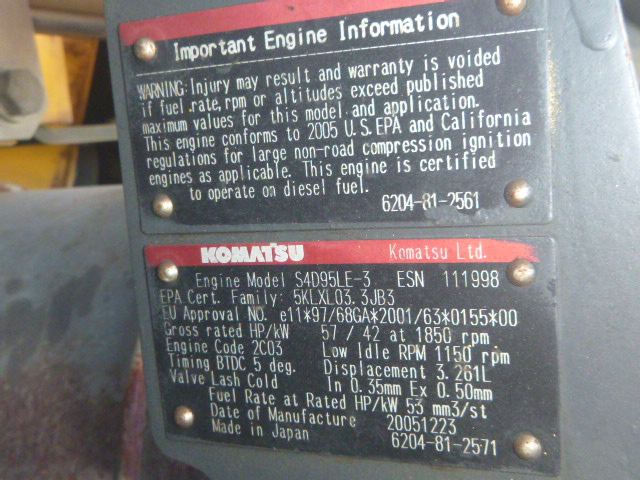 Important Engine Information
WARNING: Injury may result and warranty is voided
if fuel rate, rpm or altitudes exceed published
maximum values for this model and application.
This engine conforms to 2005 U.S.EPA and California
regulations for large non-road compression ignition
engines as applicable. This engine is certified
to operate on diesel fuel.
6204-81-2561
KOMATSU Komatsu Ltd.
Engine Model S4D95LE-3 ESN 111998
EPA Cert. Family: 5KLXL03.3JB3
EU Approval NO. e11*97/68GA*2001/63*0155*00
Gross rated HP/kW 57 / 42 at 1850 rpm
Engine Code 2C03 Low Idle RPM 1150 rpm
Timing BTDC 5 deg. Displacement 3.261L
Valve Lash Cold In 0.35mm Ex 0.50mm
Fuel Rate at Rated HP/kW 53 mm3/st
Date of Manufacture 20051223
Made in Japan 6204-81-2571